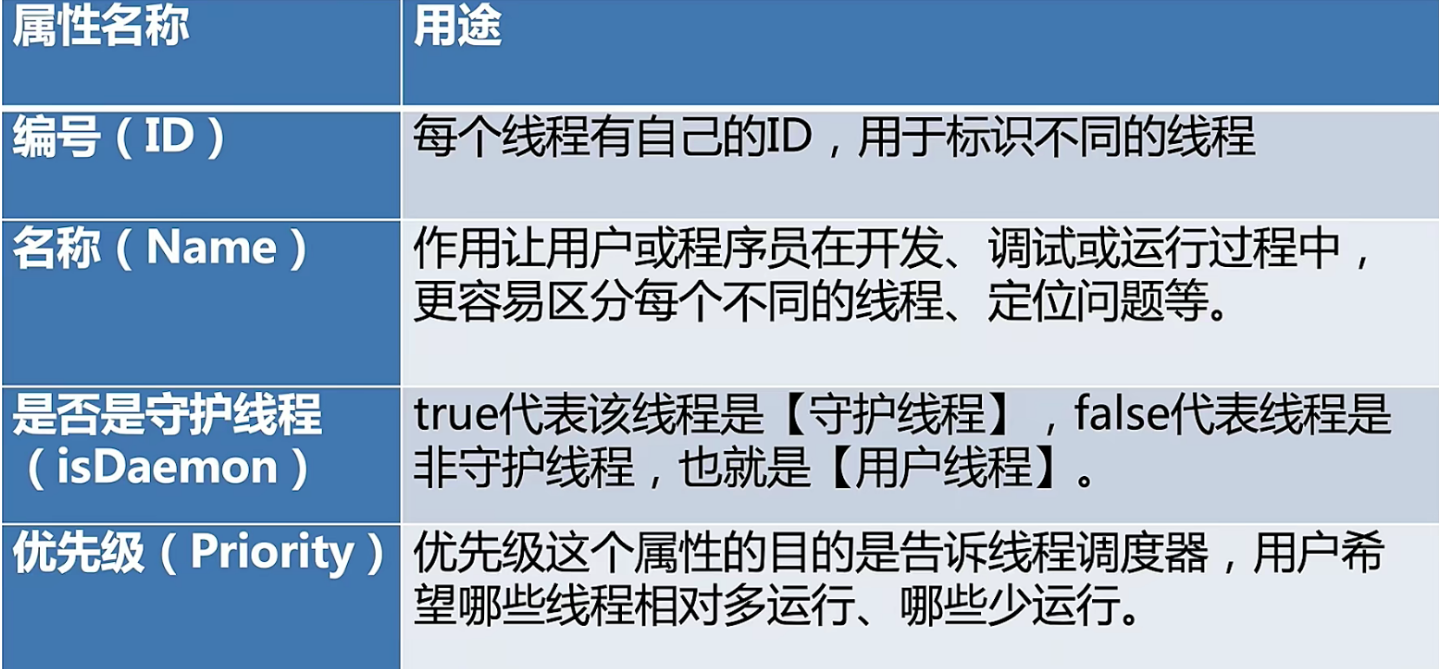 属性名称
用途
编号（ID）
每个线程有自己的ID，用于标识不同的线程
名称（Name）
作用让用户或程序员在开发、调试或运行过程中，
更容易区分每个不同的线程、定位问题等。
是否是守护线程
（isDaemon）
true代表该线程是【守护线程】，false代表线程是
非守护线程，也就是【用户线程】。
优先级（Priority）
优先级这个属性的目的是告诉线程调度器，用户希
望哪些线程相对多运行、哪些少运行。